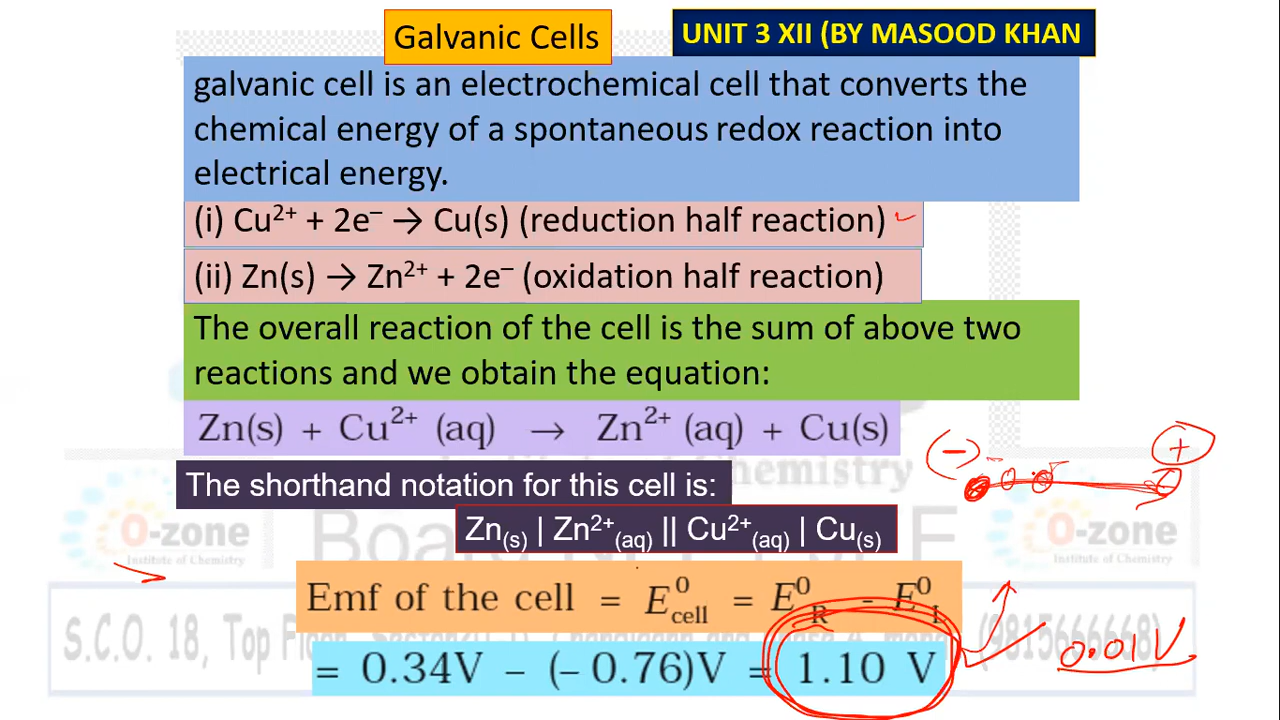 Galvanic Cells
UNIT 3 XII (BY MASOOD KHAN
galvanic cell is an electrochemical cell that converts the
chemical energy of a spontaneous redox reaction into
electrical energy.
(i) Cu²⁺ + 2e⁻ → Cu(s) (reduction half reaction)
(ii) Zn(s) → Zn²⁺ + 2e⁻ (oxidation half reaction)
The overall reaction of the cell is the sum of above two
reactions and we obtain the equation:
Zn(s) + Cu²⁺ (aq) → Zn²⁺ (aq) + Cu(s)
− +
The shorthand notation for this cell is:
Zn(s) | Zn²⁺(aq) || Cu²⁺(aq) | Cu(s)
O-zone
Institute of Chemistry
O-zone
Institute of Chemistry
Emf of the cell = E⁰cell = E⁰R − E⁰L
= 0.34V − (− 0.76)V = 1.10 V
0.01V
S.C.O. 18, Top
(9815666668)